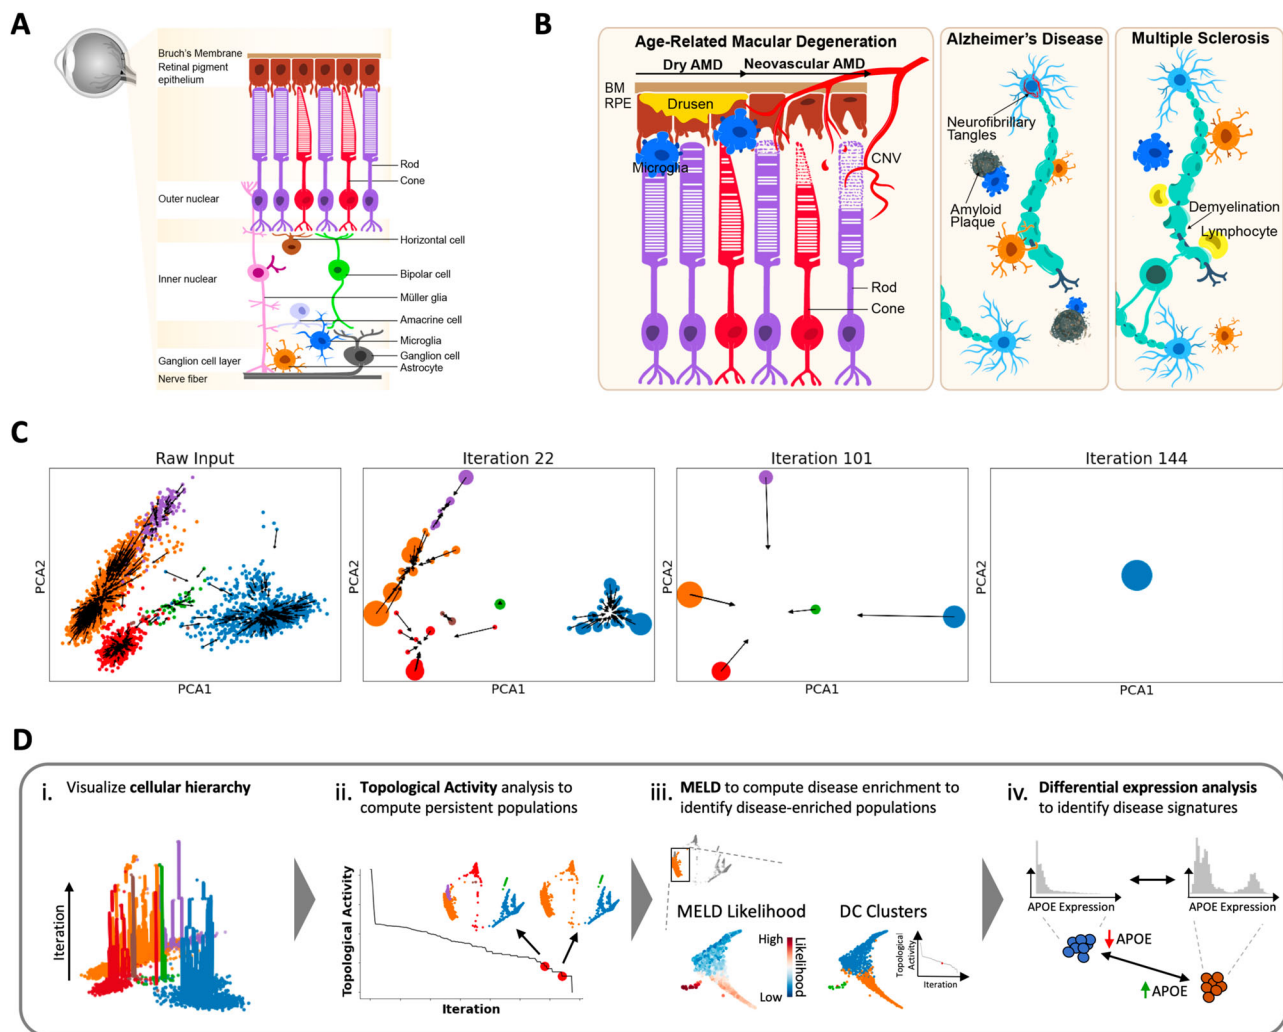 A
Bruch's Membrane
Retinal pigment
epithelium
Rod
Cone
Outer nuclear
Horizontal cell
Inner nuclear
Bipolar cell
Müller glia
Amacrine cell
Microglia
Ganglion cell layer
Ganglion cell
Astrocyte
Nerve fiber
B
Age-Related Macular Degeneration
Dry AMD
Neovascular AMD
BM
RPE
Drusen
Microglia
CNV
Rod
Cone
Alzheimer's Disease
Neurofibrillary
Tangles
Amyloid
Plaque
Multiple Sclerosis
Demyelination
Lymphocyte
C
Raw Input
PCA2
PCA1
Iteration 22
PCA2
PCA1
Iteration 101
PCA2
PCA1
Iteration 144
PCA2
PCA1
D
i. Visualize cellular hierarchy
Iteration
ii. Topological Activity analysis to
compute persistent populations
Topological Activity
Iteration
iii. MELD to compute disease enrichment to
identify disease-enriched populations
MELD Likelihood
High
Low
Likelihood
DC Clusters
Topological
Activity
Iteration
iv. Differential expression analysis
to identify disease signatures
APOE Expression
APOE Expression
APOE
APOE